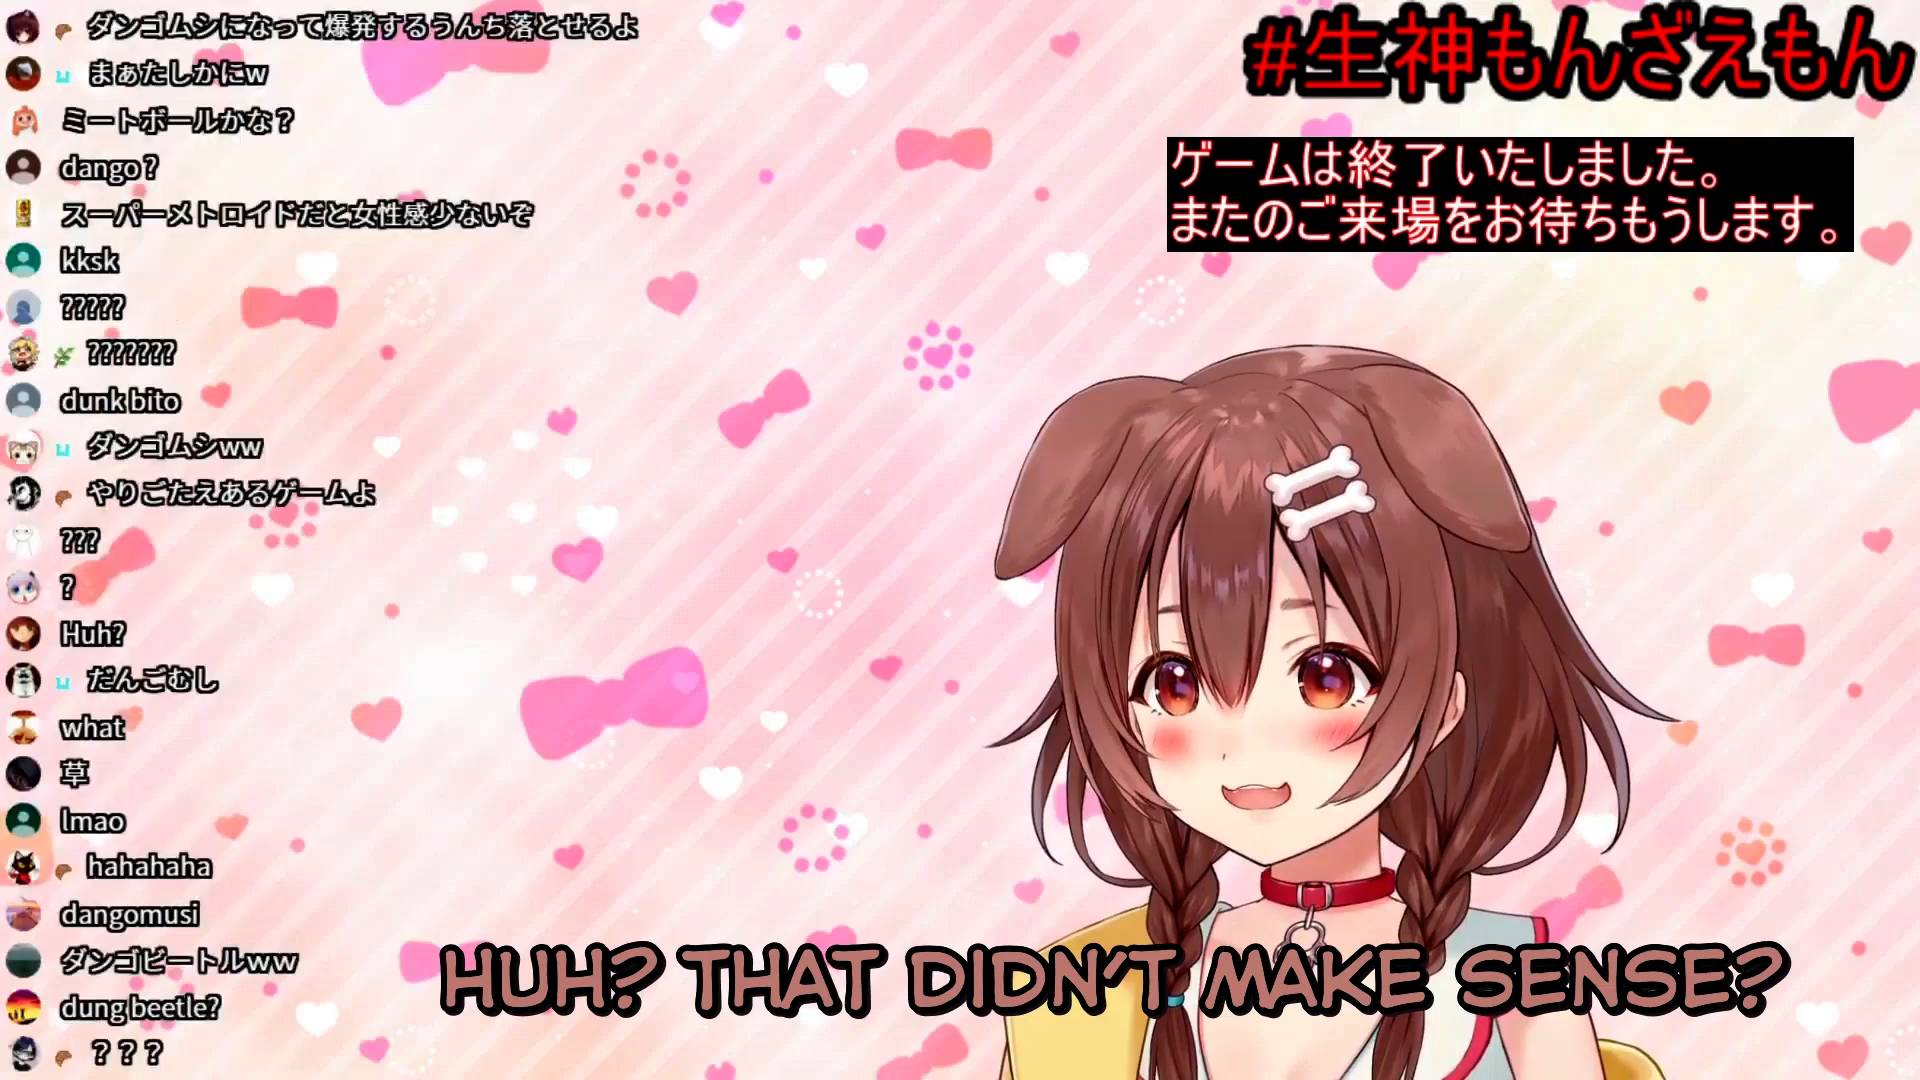 ダンゴムシになって爆発するうんち落とせるよ
まぁたしかにw
ミートボールかな？
dango？
スーパーメトロイドだと女性感少ないぞ
kksk
?????
???????
dunk bito
ダンゴムシww
やりごたえあるゲームよ
???
?
Huh?
だんごむし
what
草
lmao
hahahaha
dangomusi
ダンゴビートルww
dung beetle?
？？？
#生神もんざえもん
ゲームは終了いたしました。
またのご来場をお待ちもうします。
HUH? THAT DIDN'T MAKE SENSE?